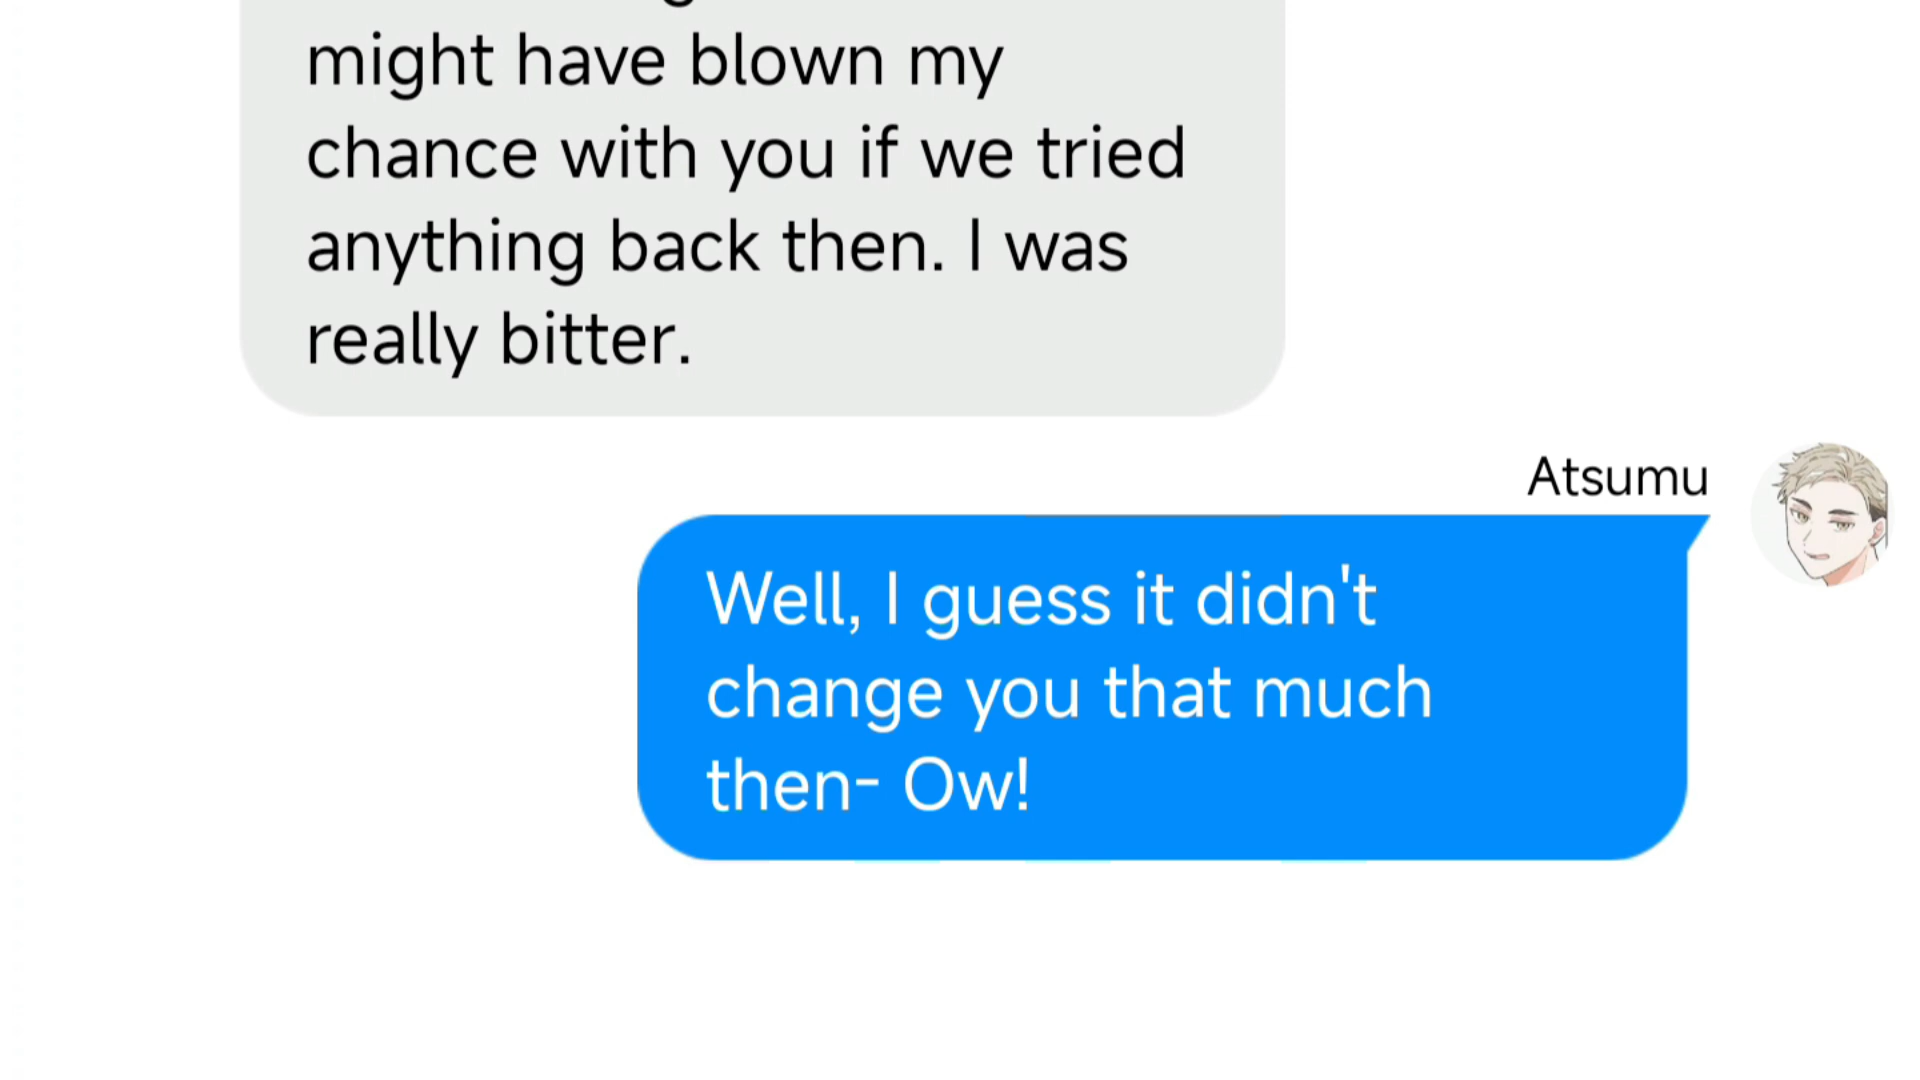 might have blown my
chance with you if we tried
anything back then. I was
really bitter.
Atsumu
Well, I guess it didn't
change you that much
then- Ow!